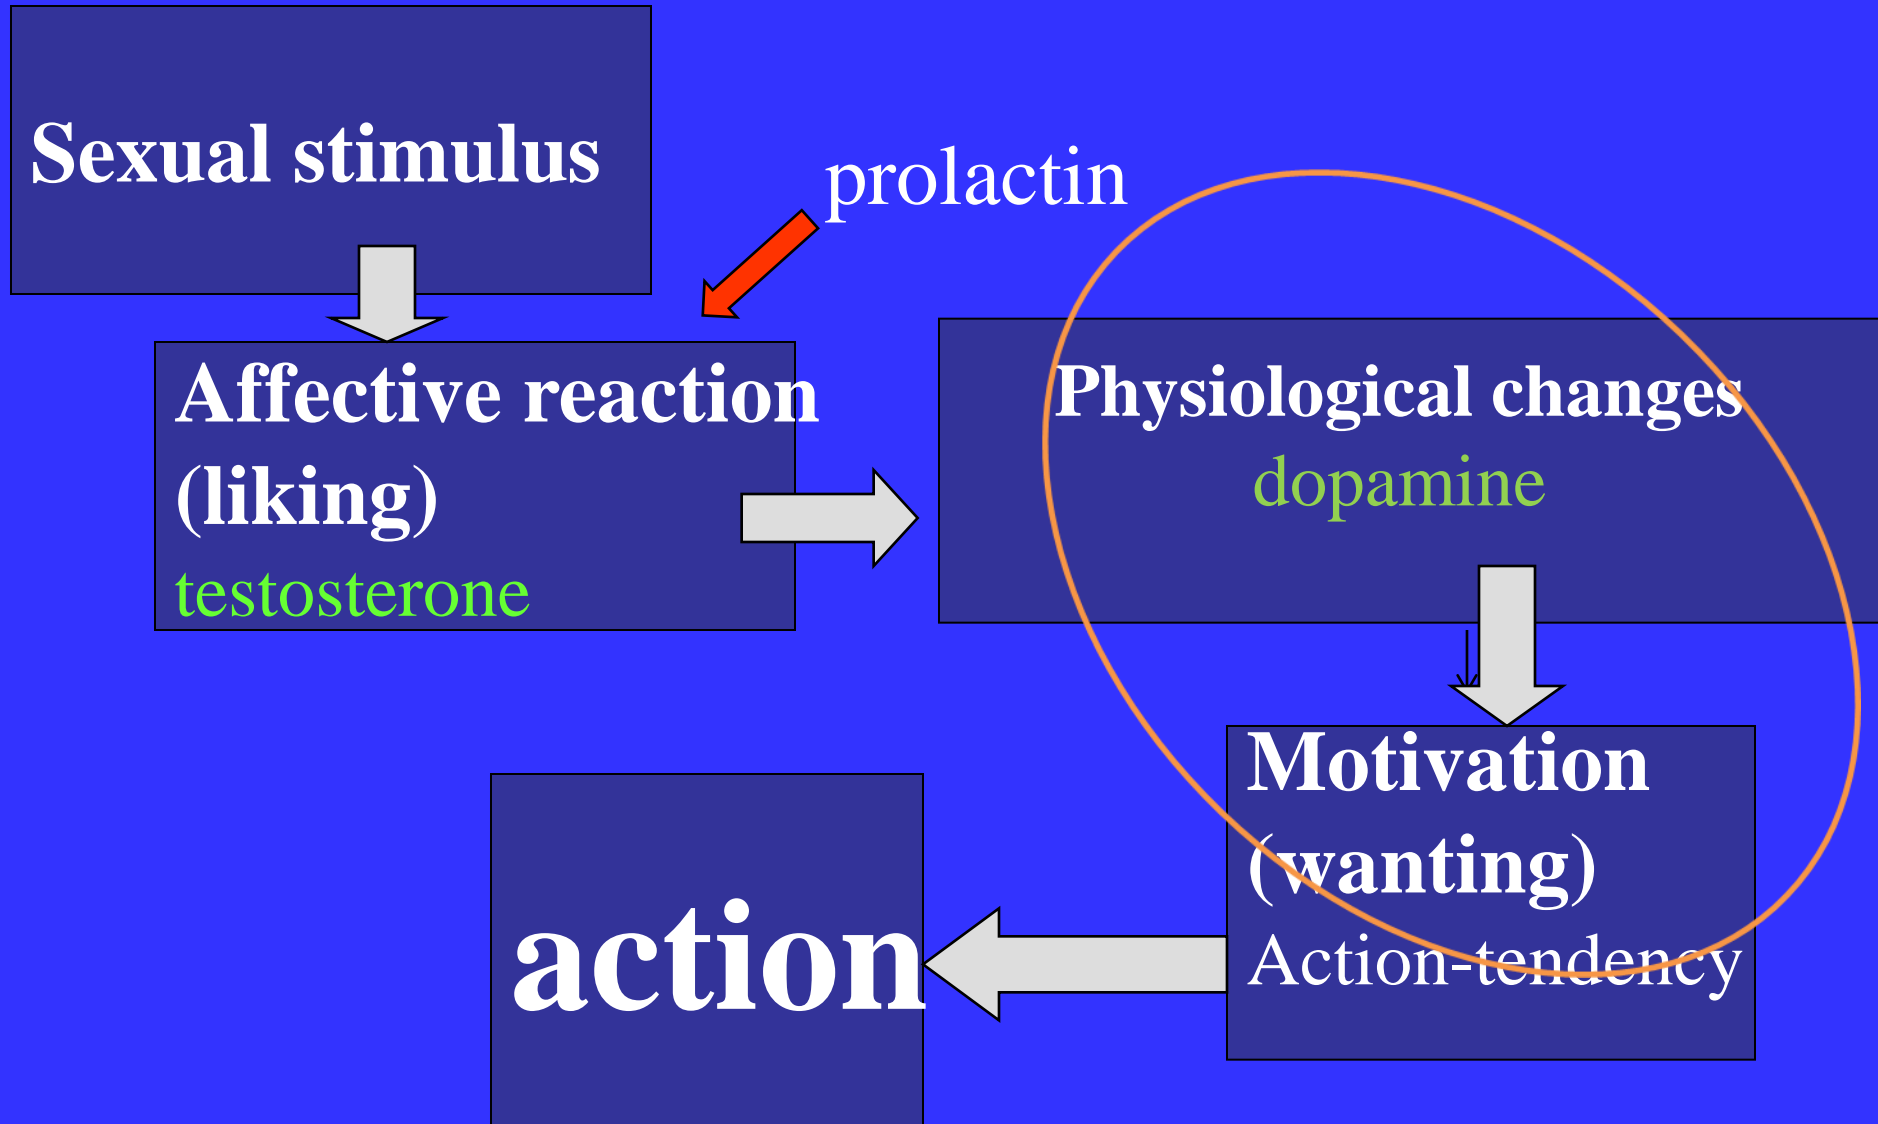 Sexual stimulus
prolactin
Affective reaction
(liking)
testosterone
Physiological changes
dopamine
Motivation
(wanting)
Action-tendency
action